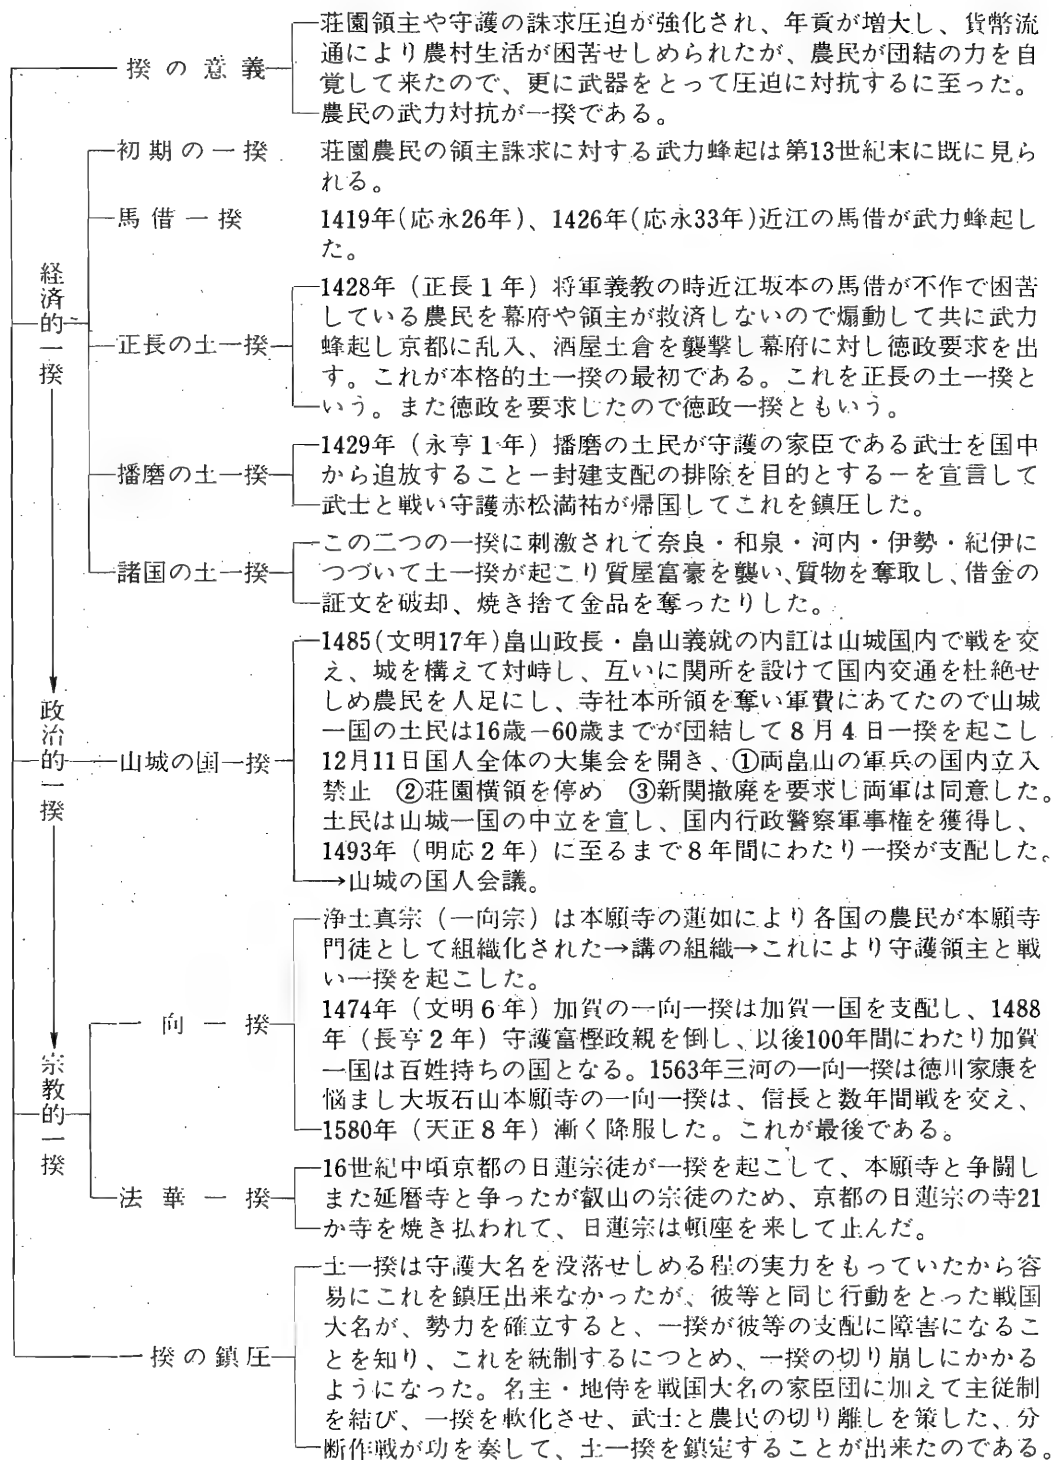 荘園領主や守護の誅求圧迫が強化され、年貢が増大し、貨幣流
通により農村生活が困苦せしめられたが、農民が団結の力を自
揆の意義
覚して来たので、更に武器をとって圧迫に対抗するに至った。
農民の武力対抗が一揆である。
経済的一揆
初期の一揆
荘園農民の領主誅求に対する武力蜂起は第13世紀末に既に見ら
れる。
馬借一揆
1419年(応永26年)、1426年(応永33年)近江の馬借が武力蜂起し
た。
正長の土一揆
1428年(正長1年)将軍義教の時近江坂本の馬借が不作で困苦
している農民を幕府や領主が救済しないので煽動して共に武力
蜂起し京都に乱入、酒屋土倉を襲撃し幕府に対し徳政要求を出
す。これが本格的土一揆の最初である。これを正長の土一揆と
いう。また徳政を要求したので徳政一揆ともいう。
播磨の土一揆
1429年(永亨1年)播磨の土民が守護の家臣である武士を国中
から追放すること−封建支配の排除を目的とする−を宣言して
武士と戦い守護赤松満祐が帰国してこれを鎮圧した。
諸国の土一揆
この二つの一揆に刺激されて奈良・和泉・河内・伊勢・紀伊に
つづいて土一揆が起こり質屋富豪を襲い、質物を奪取し、借金の
証文を破却、焼き捨て金品を奪ったりした。
政治的一揆
山城の国一揆
1485(文明17年)畠山政長・畠山義就の内訌は山城国内で戦を交
え、城を構えて対峙し、互いに関所を設けて国内交通を杜絶せ
しめ農民を人足にし、寺社本所領を奪い軍費にあてたので山城
一国の土民は16歳−60歳までが団結して8月4日一揆を起こし
12月11日国人全体の大集会を開き、①両畠山の軍兵の国内立入
禁止 ②荘園横領を停め ③新関撤廃を要求し両軍は同意した。
土民は山城一国の中立を宣し、国内行政警察軍事権を獲得し、
1493年(明応2年)に至るまで8年間にわたり一揆が支配した。
→山城の国人会議。
宗教的一揆
一向一揆
浄土真宗(一向宗)は本願寺の蓮如により各国の農民が本願寺
門徒として組織化された→講の組織→これにより守護領主と戦
い一揆を起こした。
1474年(文明6年)加賀の一向一揆は加賀一国を支配し、1488
年(長亨2年)守護富樫政親を倒し、以後100年間にわたり加賀
一国は百姓持ちの国となる。1563年三河の一向一揆は徳川家康を
悩まし大坂石山本願寺の一向一揆は、信長と数年間戦を交え、
1580年(天正8年)漸く降服した。これが最後である。
法華一揆
16世紀中頃京都の日蓮宗徒が一揆を起こして、本願寺と争闘し
また延暦寺と争ったが叡山の宗徒のため、京都の日蓮宗の寺21
か寺を焼き払われて、日蓮宗は頓座を来して止んだ。
一揆の鎮圧
土一揆は守護大名を没落せしめる程の実力をもっていたから容
易にこれを鎮圧出来なかったが、彼等と同じ行動をとった戦国
大名が、勢力を確立すると、一揆が彼等の支配に障害になるこ
とを知り、これを統制するにつとめ、一揆の切り崩しにかかる
ようになった。名主・地侍を戦国大名の家臣団に加えて主従制
を結び、一揆を軟化させ、武士と農民の切り離しを策した、分
断作戦が功を奏して、土一揆を鎮定することが出来たのである。